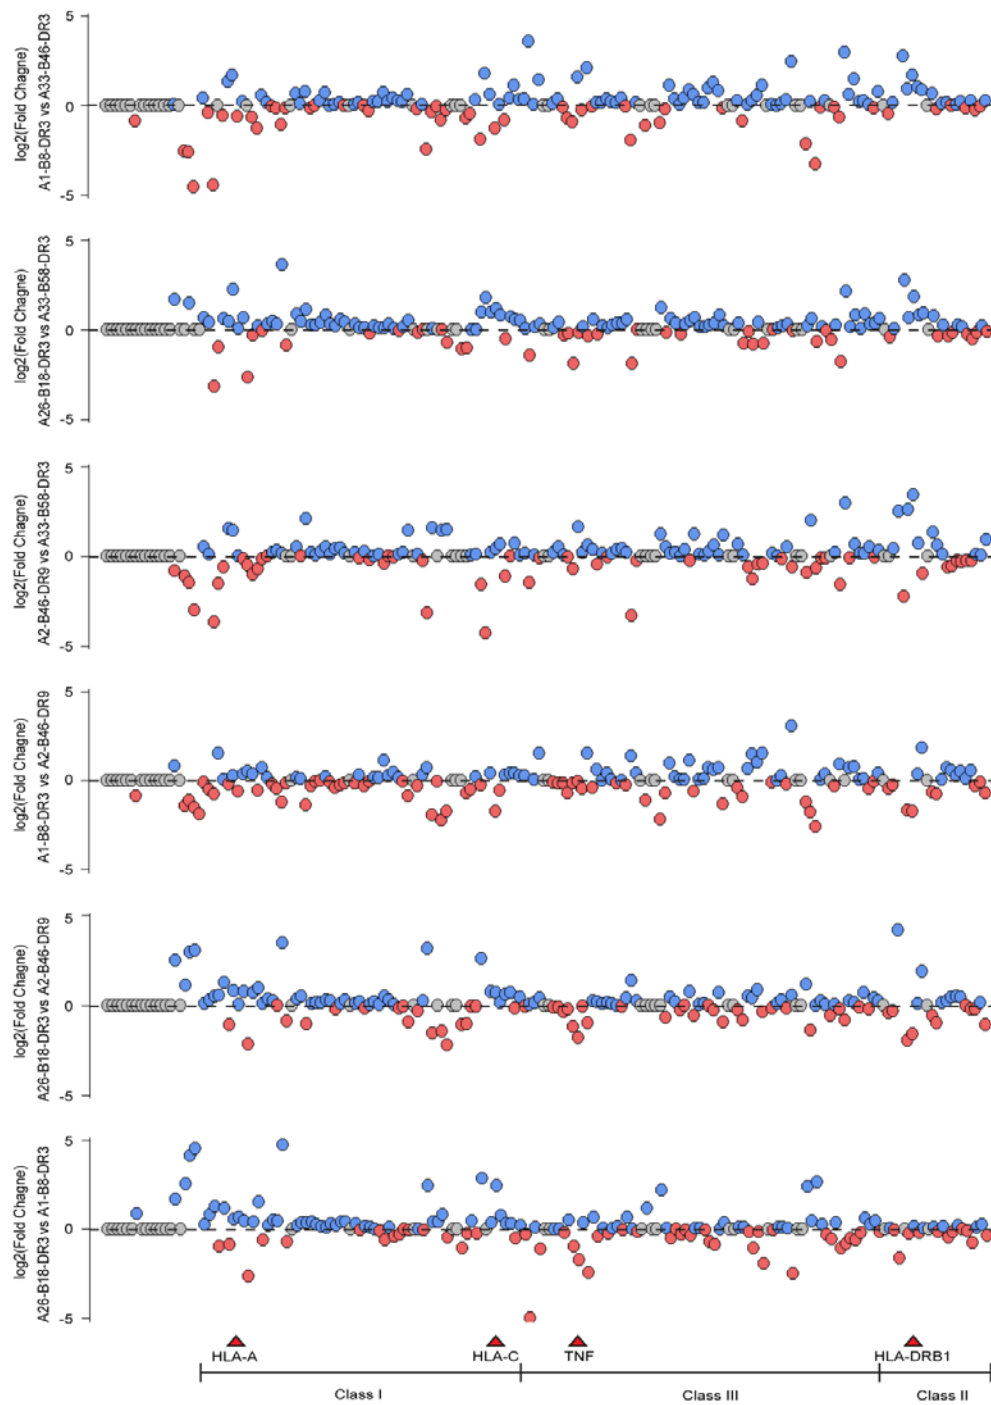 log2(Fold Chagne)
A1-B8-DR3 vs A33-B46-DR3
5
0
-5
log2(Fold Chagne)
A26-B18-DR3 vs A33-B58-DR3
5
0
-5
log2(Fold Chagne)
A2-B46-DR9 vs A33-B58-DR3
5
0
-5
log2(Fold Chagne)
A1-B8-DR3 vs A2-B46-DR9
5
0
-5
log2(Fold Chagne)
A26-B18-DR3 vs A2-B46-DR9
5
0
-5
log2(Fold Chagne)
A26-B18-DR3 vs A1-B8-DR3
5
0
-5
HLA-A HLA-C TNF HLA-DRB1
Class I Class III Class II